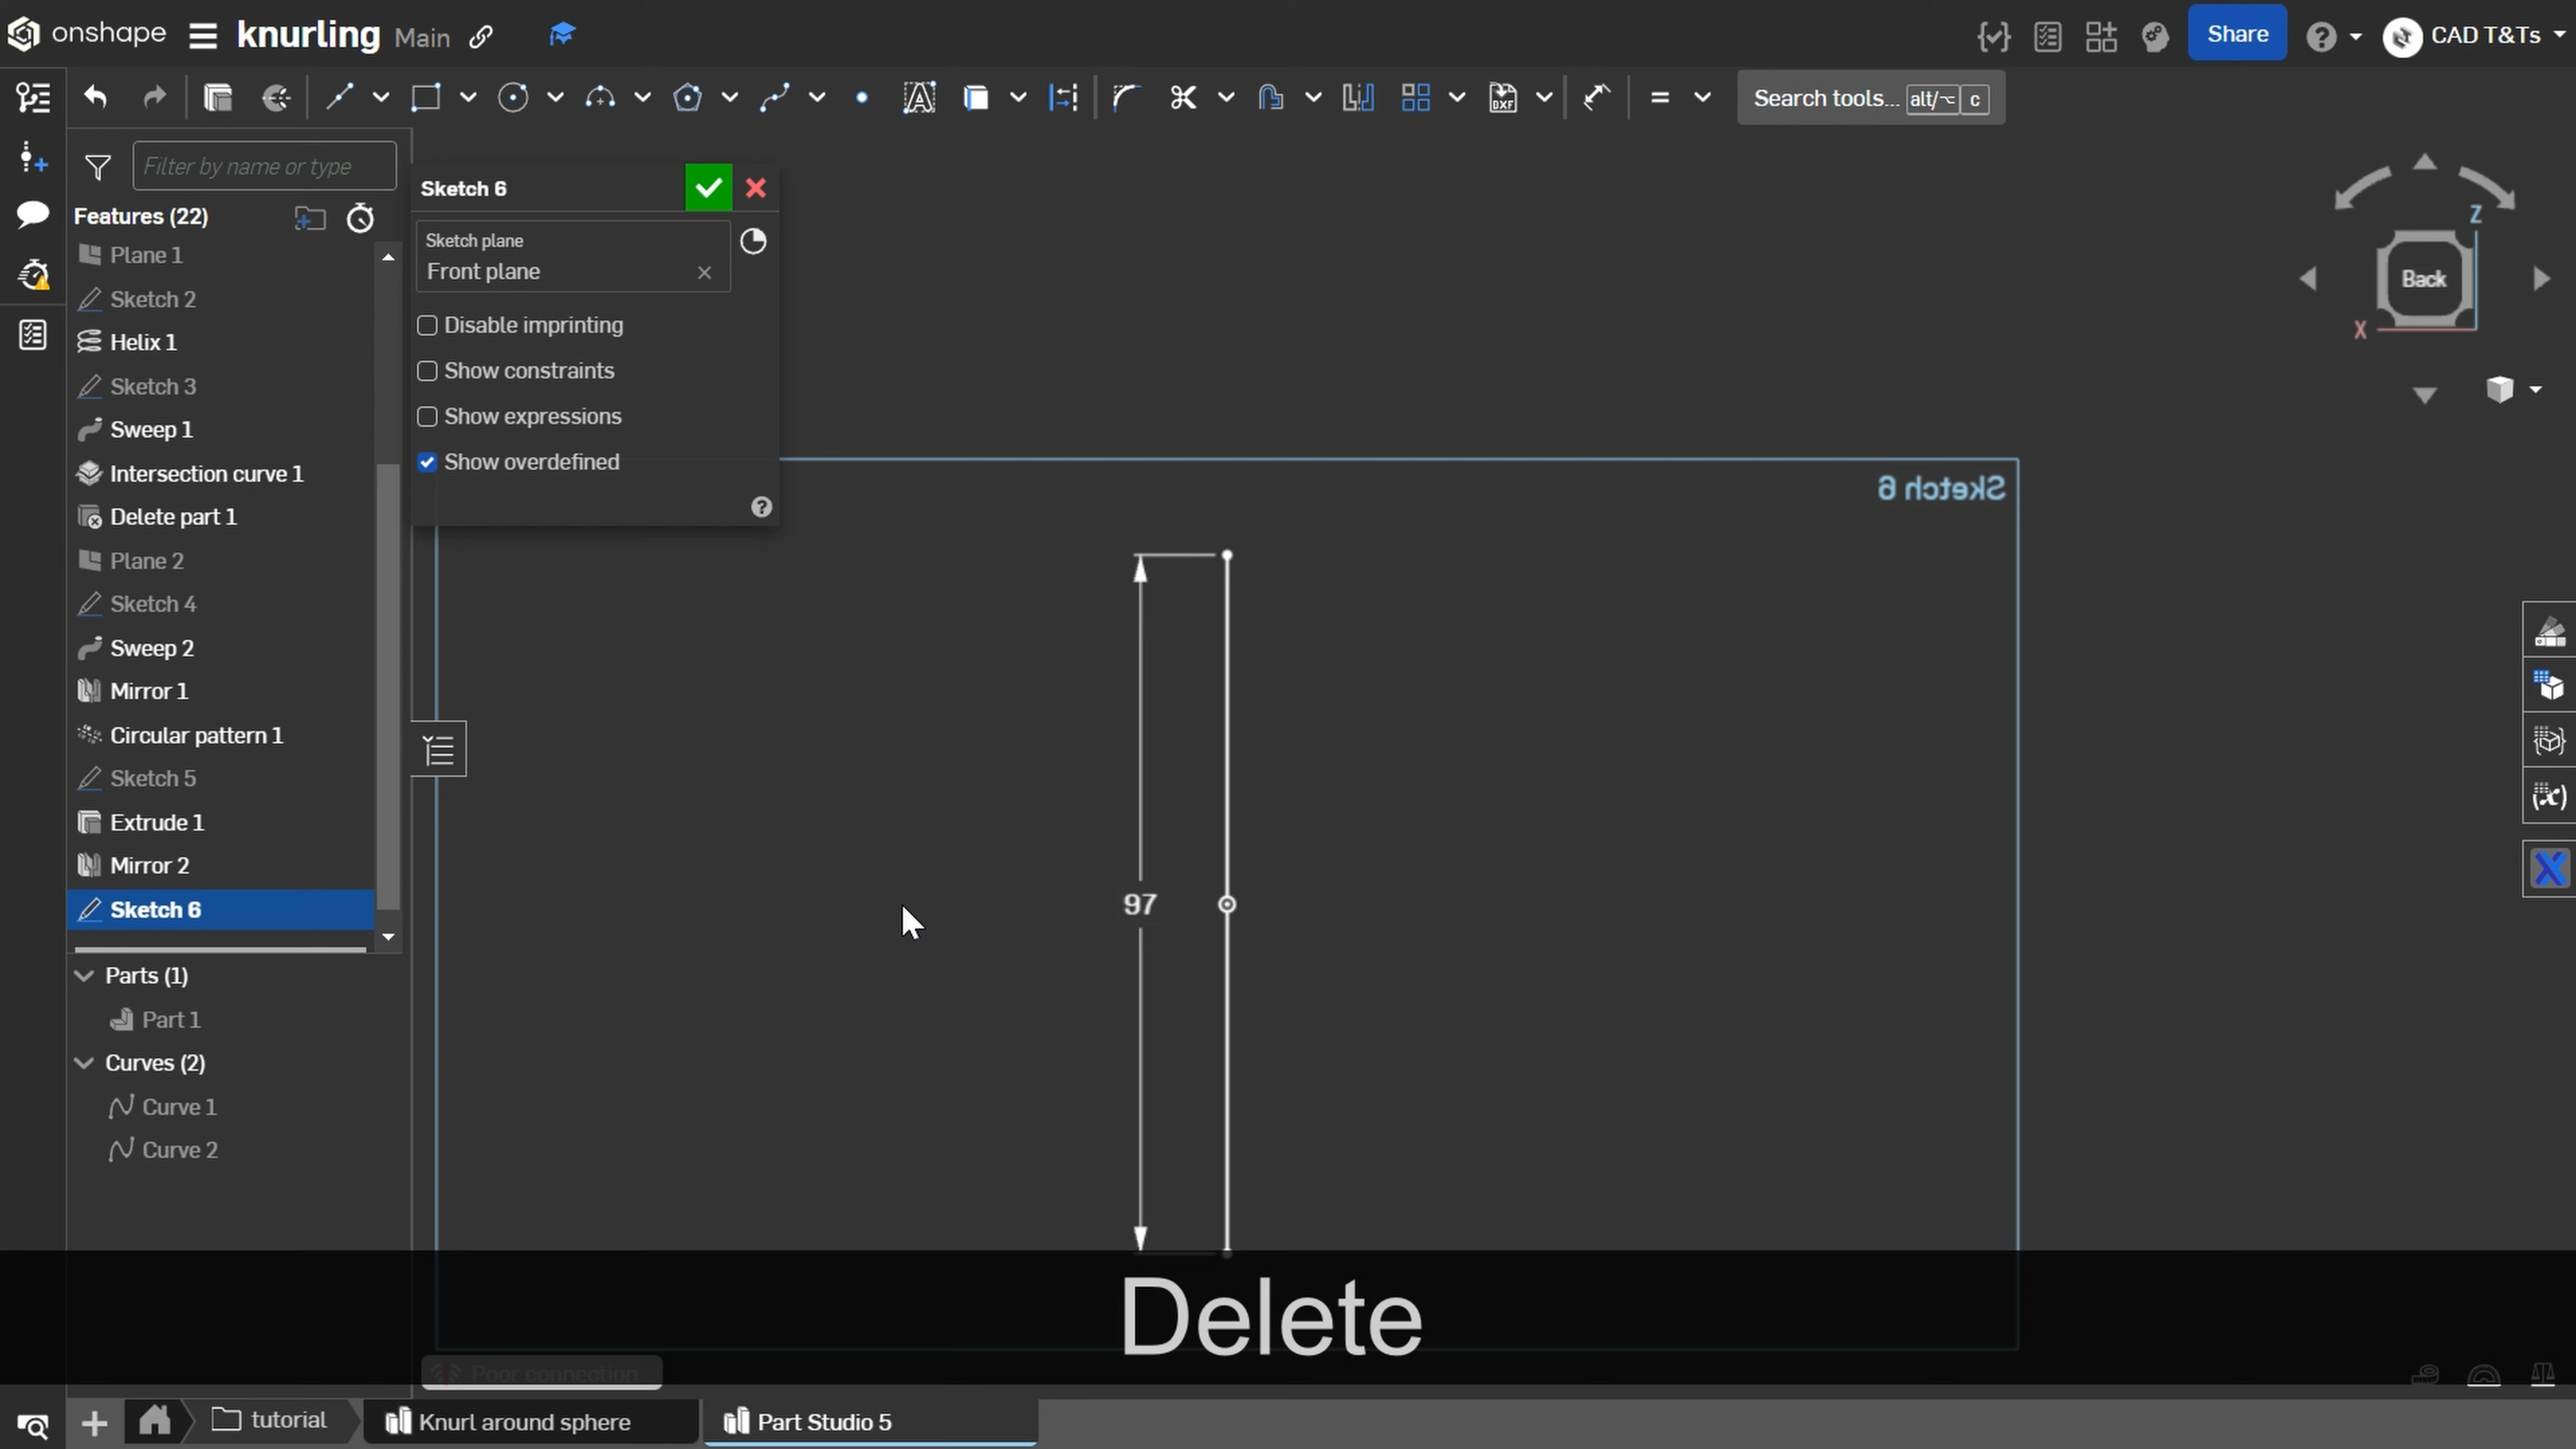 onshape knurling Main Share CAD T&Ts
Search tools... alt/⌥ c
Filter by name or type
Features (22)
Plane 1
Sketch 2
Helix 1
Sketch 3
Sweep 1
Intersection curve 1
Delete part 1
Plane 2
Sketch 4
Sweep 2
Mirror 1
Circular pattern 1
Sketch 5
Extrude 1
Mirror 2
Sketch 6
Parts (1)
Part 1
Curves (2)
Curve 1
Curve 2
Sketch 6
Sketch plane
Front plane
Disable imprinting
Show constraints
Show expressions
Show overdefined
Z
Back
X
Sketch 6
97
Delete
Poor connection
tutorial Knurl around sphere Part Studio 5